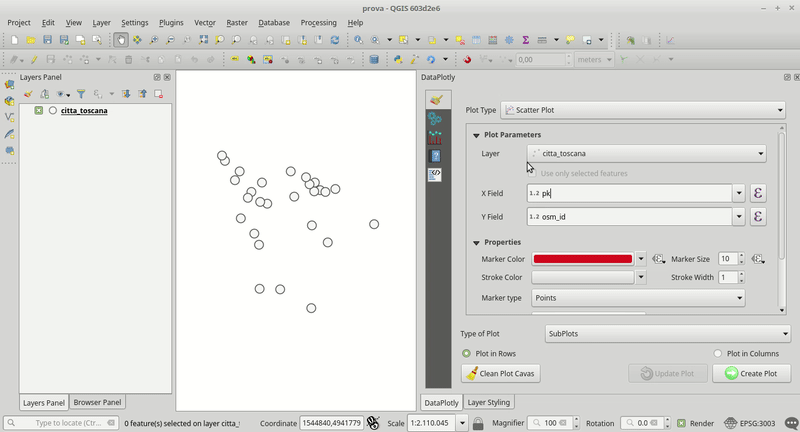 prova - QGIS 603d2e6
Project Edit View Layer Settings Plugins Vector Raster Database Processing Help
0,00 meters
Layers Panel
citta_toscana
DataPlotly
Plot Type Scatter Plot
Plot Parameters
Layer citta_toscana
Use only selected features
X Field 1.2 pk
Y Field 1.2 osm_id
Properties
Marker Color Marker Size 10
Stroke Color Stroke Width 1
Marker type Points
Type of Plot SubPlots
Plot in Rows Plot in Columns
Clean Plot Cavas Update Plot Create Plot
Layers Panel Browser Panel DataPlotly Layer Styling
Type to locate (Ctr... 0 feature(s) selected on layer citta_ Coordinate 1544840,4941779 Scale 1:2.110.045 Magnifier 100 Rotation 0.0 Render EPSG:3003